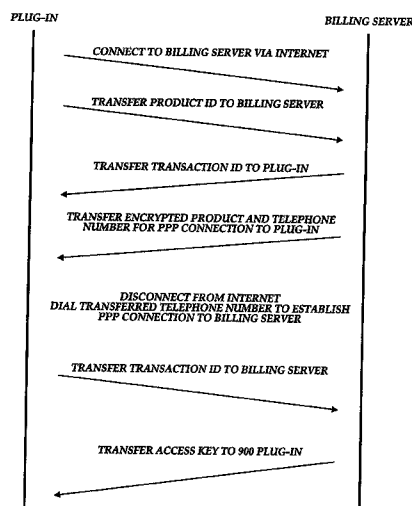 PLUG-IN
BILLING SERVER
CONNECT TO BILLING SERVER VIA INTERNET
TRANSFER PRODUCT ID TO BILLING SERVER
TRANSFER TRANSACTION ID TO PLUG-IN
TRANSFER ENCRYPTED PRODUCT AND TELEPHONE
NUMBER FOR PPP CONNECTION TO PLUG-IN
DISCONNECT FROM INTERNET
DIAL TRANSFERRED TELEPHONE NUMBER TO ESTABLISH
PPP CONNECTION TO BILLING SERVER
TRANSFER TRANSACTION ID TO BILLING SERVER
TRANSFER ACCESS KEY TO 900 PLUG-IN